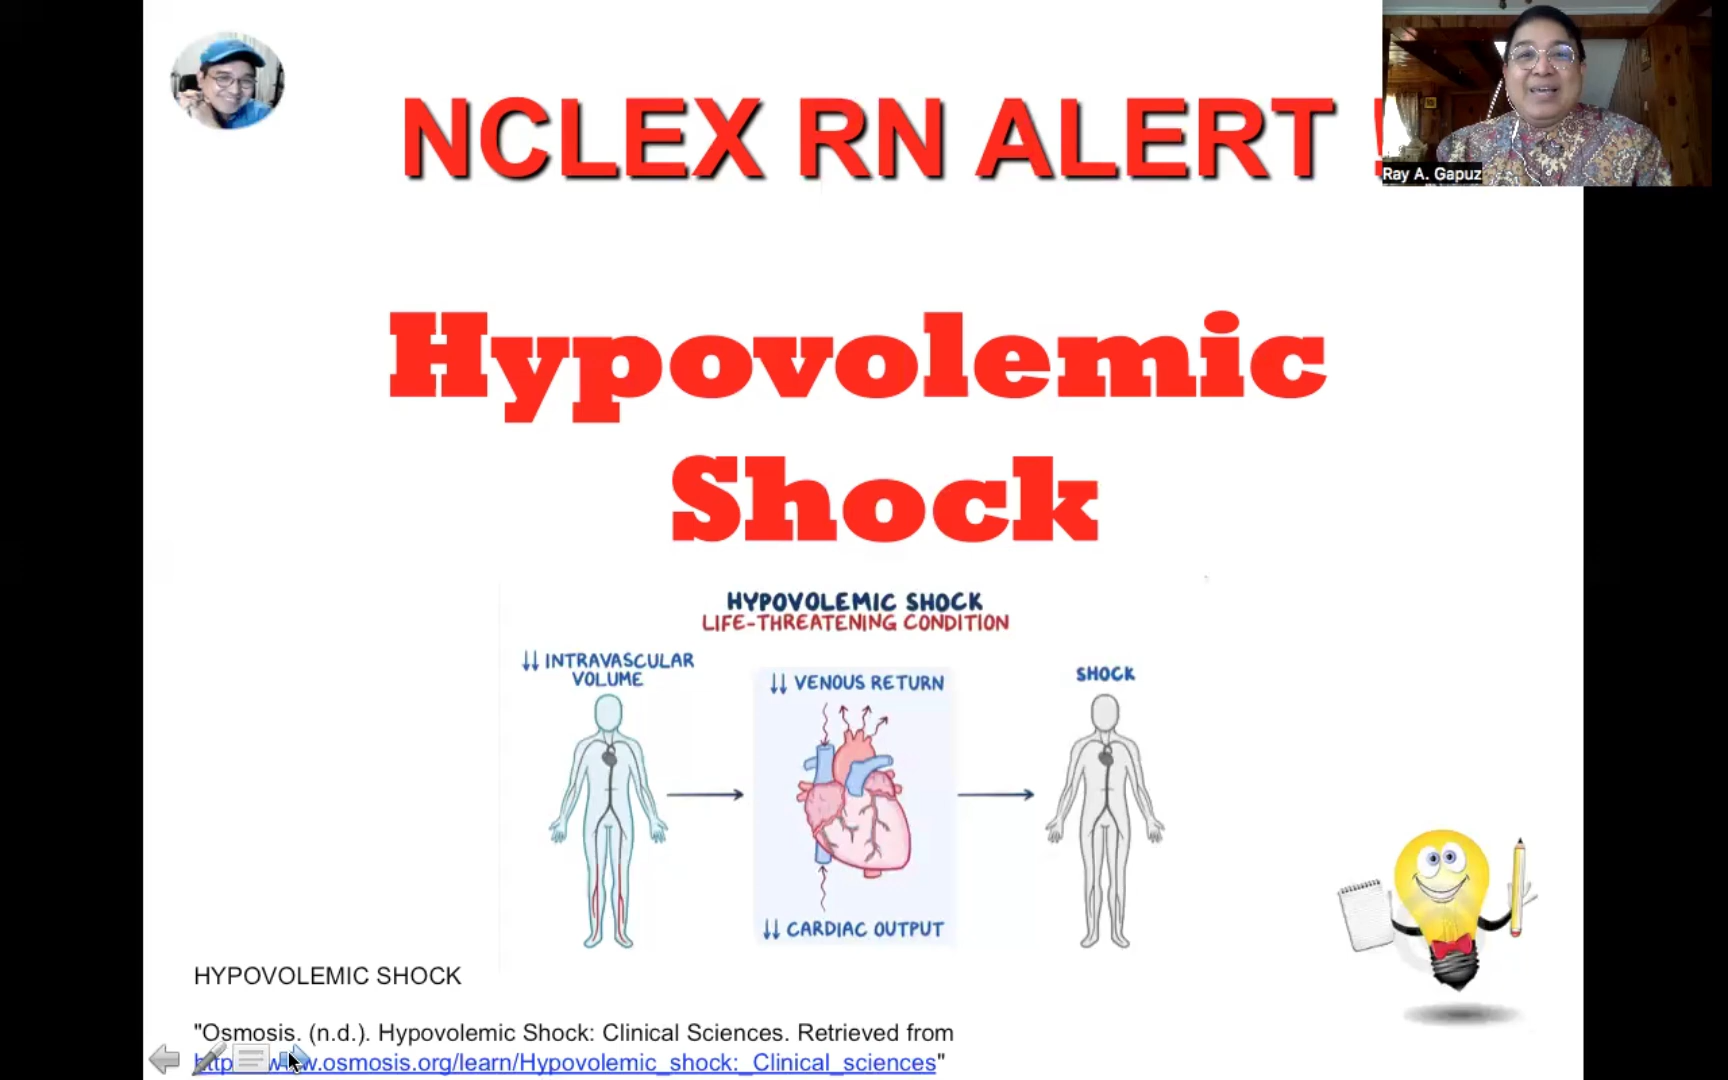 NCLEX RN ALERT !
Ray A. Gapuz
Hypovolemic
Shock
HYPOVOLEMIC SHOCK
LIFE-THREATENING CONDITION
↓↓ INTRAVASCULAR
VOLUME
↓↓ VENOUS RETURN
SHOCK
↓↓ CARDIAC OUTPUT
HYPOVOLEMIC SHOCK
"Osmosis. (n.d.). Hypovolemic Shock: Clinical Sciences. Retrieved from
.osmosis.org/learn/Hypovolemic_shock:_Clinical_sciences"